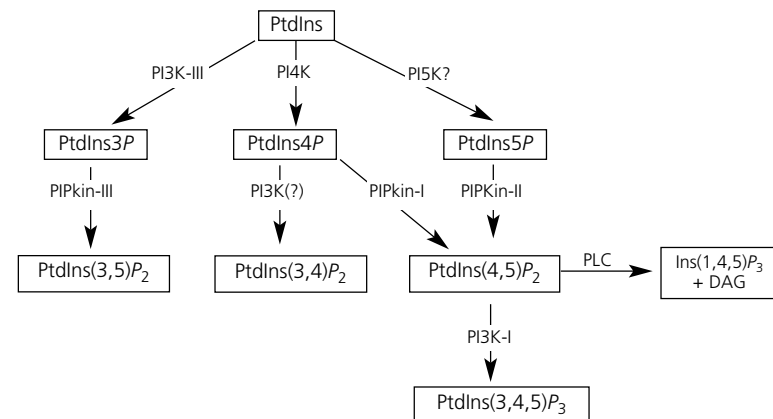 PtdIns
PI3K-III
PI4K
PI5K?
PtdIns3P
PtdIns4P
PtdIns5P
PIPkin-III
PI3K(?)
PIPkin-I
PIPKin-II
PtdIns(3,5)P₂
PtdIns(3,4)P₂
PtdIns(4,5)P₂
PLC
Ins(1,4,5)P₃
+ DAG
PI3K-I
PtdIns(3,4,5)P₃